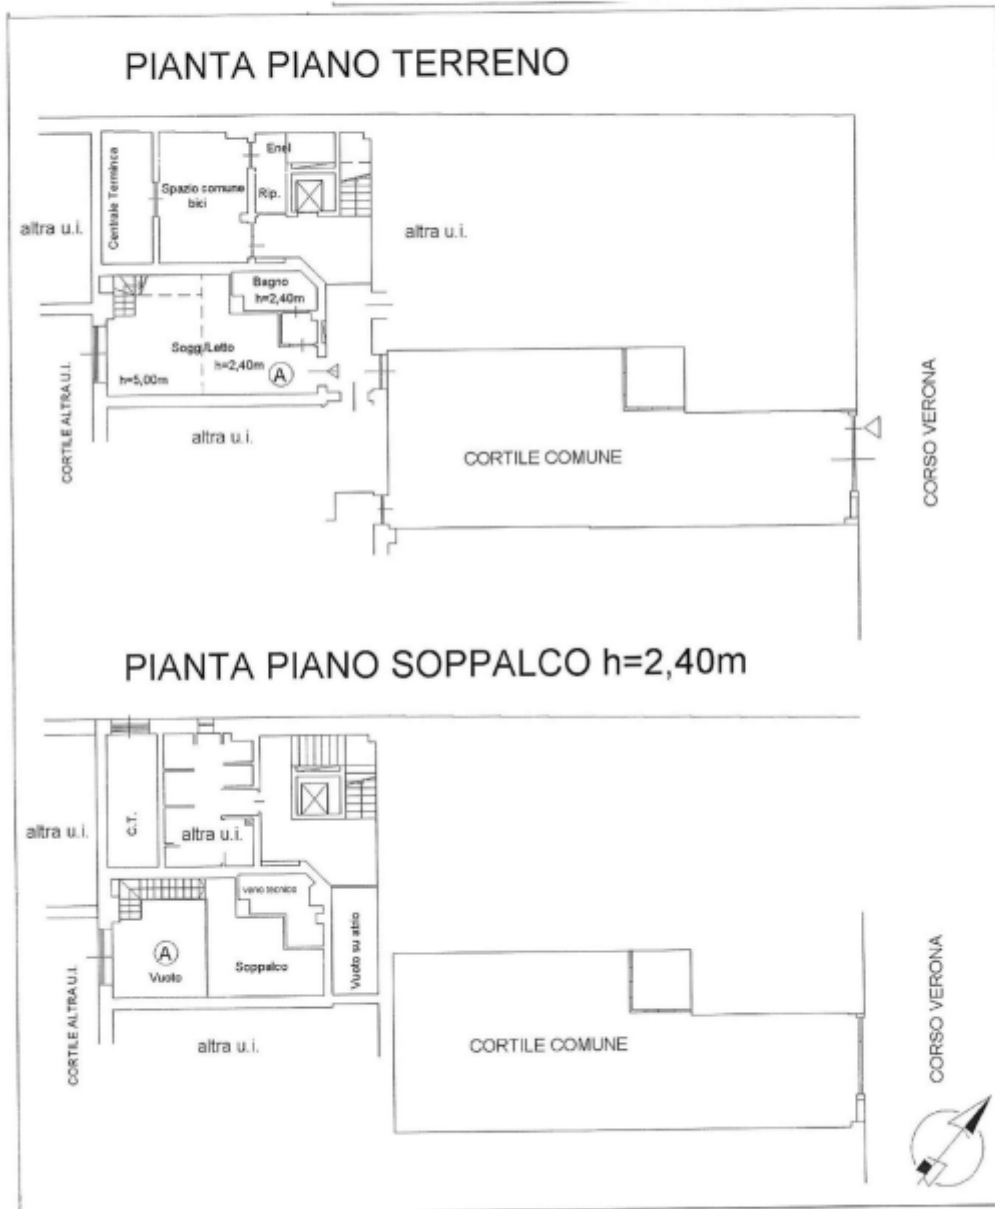 PIANTA PIANO TERRENO
Enel
Centrale Terminca
Spazio comune
bici
Rip.
altra u.i.
altra u.i.
Bagno
h=2,40m
Sogg/Letto
h=2,40m
A
h=5,00m
CORTILE ALTRA U.I.
altra u.i.
CORTILE COMUNE
CORSO VERONA
PIANTA PIANO SOPPALCO h=2,40m
C.T.
altra u.i.
altra u.i.
vano tecnico
Vuoto su atrio
A
Vuoto
Soppalco
CORTILE ALTRA U.I.
altra u.i.
CORTILE COMUNE
CORSO VERONA